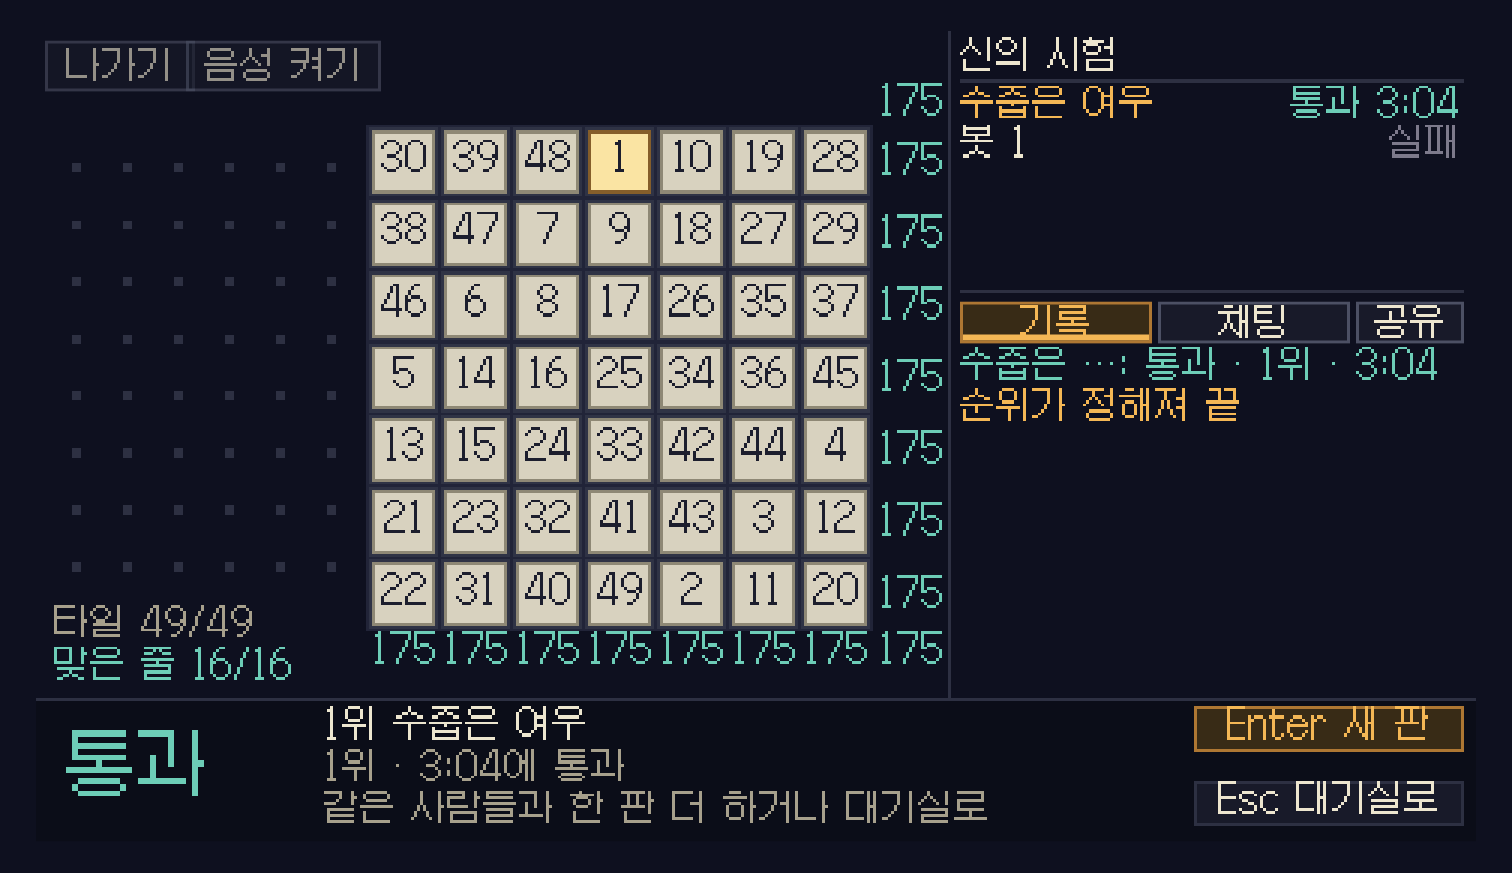 나가기 음성 켜기
175
30 39 48 1 10 19 28 175
38 47 7 9 18 27 29 175
46 6 8 17 26 35 37 175
5 14 16 25 34 36 45 175
13 15 24 33 42 44 4 175
21 23 32 41 43 3 12 175
22 31 40 49 2 11 20 175
175 175 175 175 175 175 175 175
타일 49/49
맞은 줄 16/16
신의 시험
수줍은 여우 통과 3:04
봇 1 실패
기록 채팅 공유
수줍은 …: 통과 · 1위 · 3:04
순위가 정해져 끝
통과
1위 수줍은 여우
1위 · 3:04에 통과
같은 사람들과 한 판 더 하거나 대기실로
Enter 새 판
Esc 대기실로